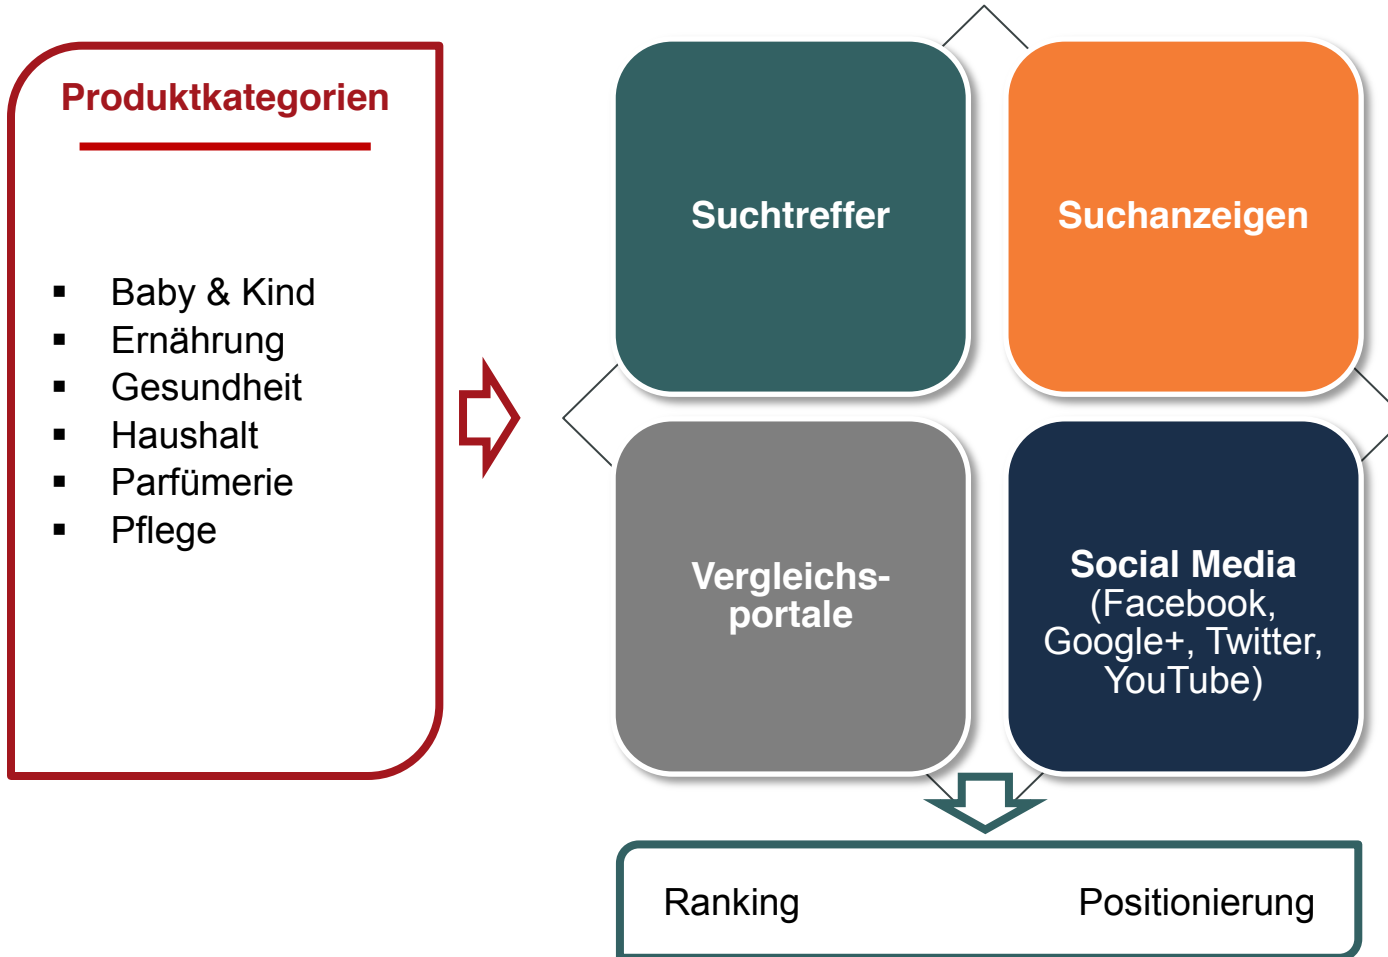 Produktkategorien
▪ Baby & Kind
▪ Ernährung
▪ Gesundheit
▪ Haushalt
▪ Parfümerie
▪ Pflege
Suchtreffer
Suchanzeigen
Vergleichs-
portale
Social Media
(Facebook,
Google+, Twitter,
YouTube)
Ranking
Positionierung